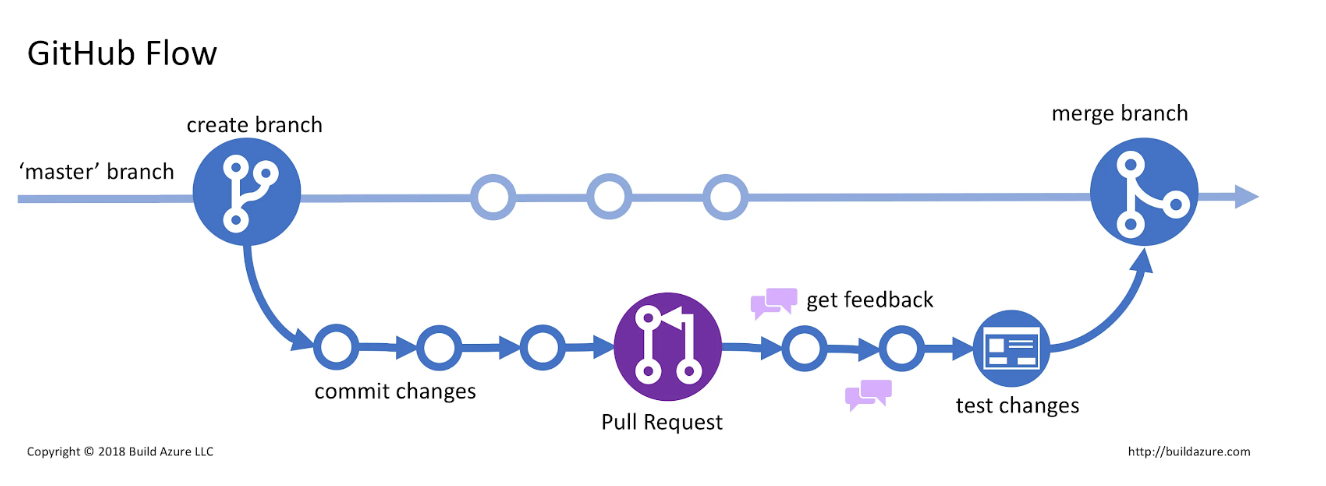 GitHub Flow
create branch
merge branch
‘master’ branch
get feedback
commit changes
Pull Request
test changes
Copyright © 2018 Build Azure LLC
http://buildazure.com